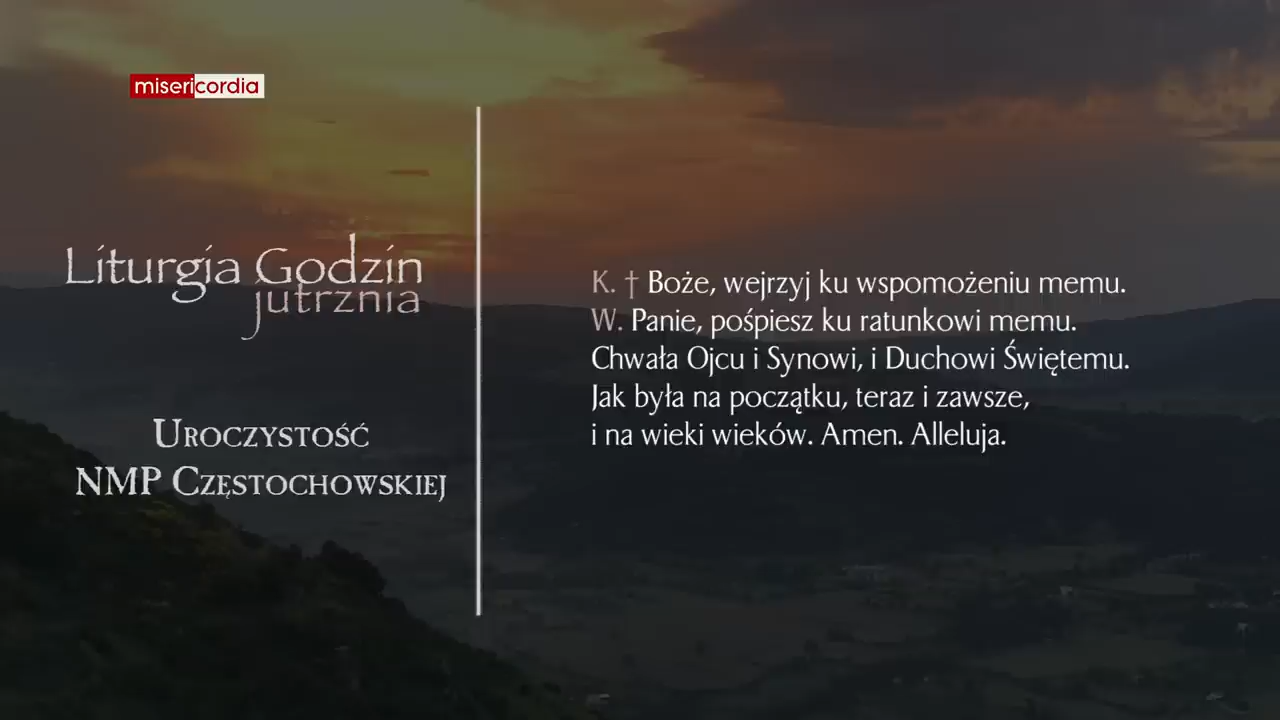 misericordia
Liturgia Godzin
jutrznia
Uroczystość
NMP Częstochowskiej
K. † Boże, wejrzyj ku wspomożeniu memu.
W. Panie, pośpiesz ku ratunkowi memu.
Chwała Ojcu i Synowi, i Duchowi Świętemu.
Jak była na początku, teraz i zawsze,
i na wieki wieków. Amen. Alleluja.